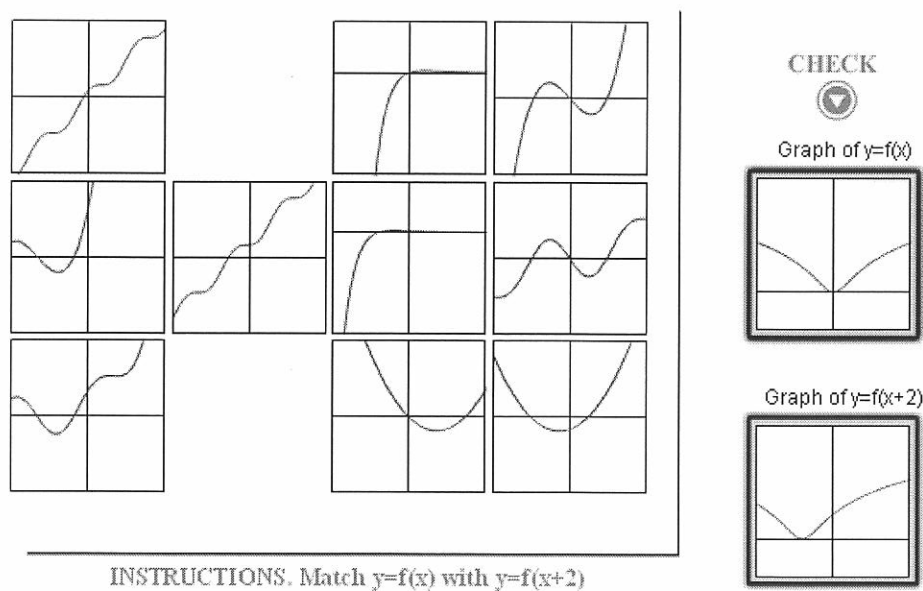 CHECK
Graph of y=f(x)
Graph of y=f(x+2)
INSTRUCTIONS. Match y=f(x) with y=f(x+2)